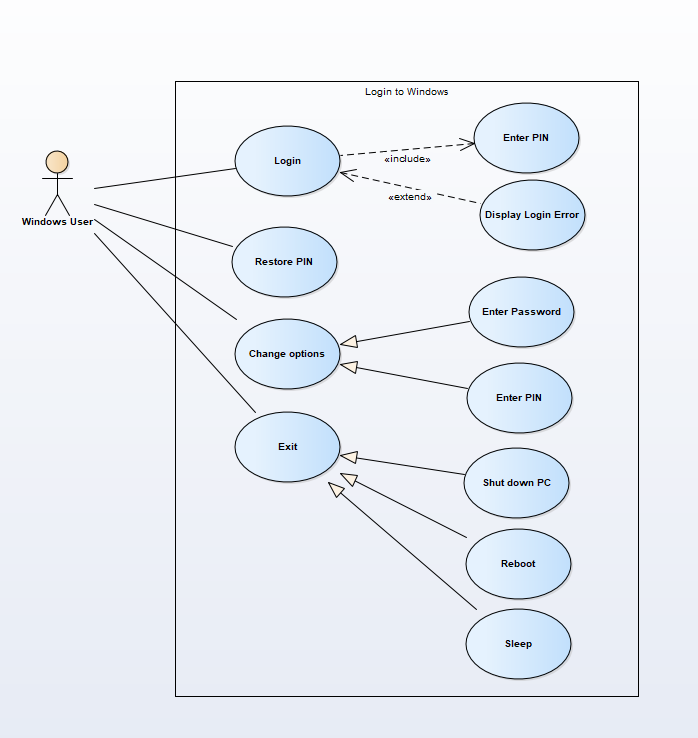 Login to Windows
Enter PIN
Login
«include»
«extend»
Display Login Error
Windows User
Restore PIN
Enter Password
Change options
Enter PIN
Exit
Shut down PC
Reboot
Sleep